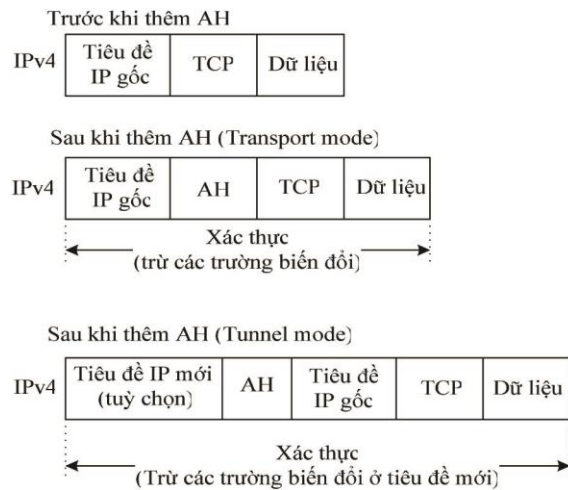 Trước khi thêm AH
IPv4
Tiêu đề
IP gốc
TCP
Dữ liệu
Sau khi thêm AH (Transport mode)
IPv4
Tiêu đề
IP gốc
AH
TCP
Dữ liệu
Xác thực
(trừ các trường biến đổi)
Sau khi thêm AH (Tunnel mode)
IPv4
Tiêu đề IP mới
(tuỳ chọn)
AH
Tiêu đề
IP gốc
TCP
Dữ liệu
Xác thực
(Trừ các trường biến đổi ở tiêu đề mới)